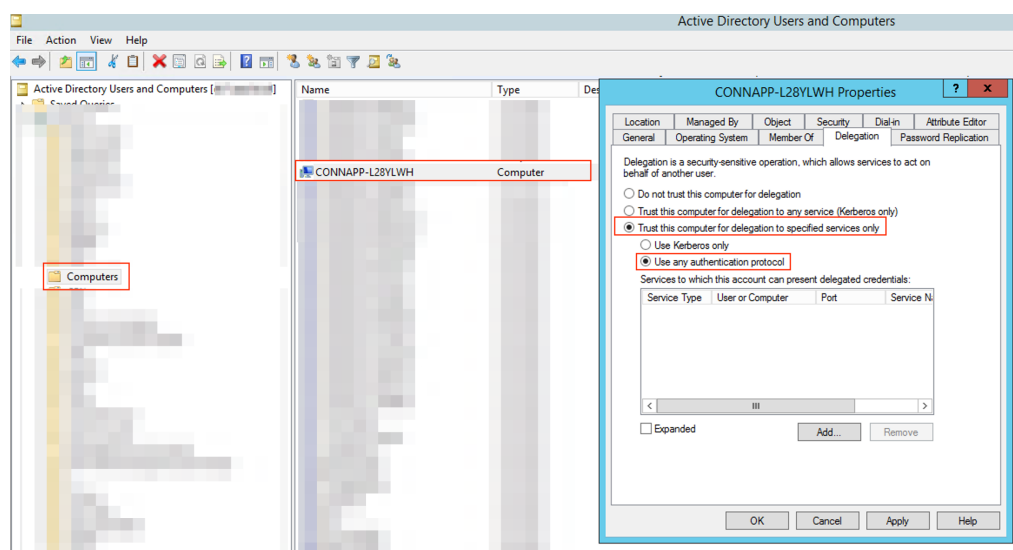 Active Directory Users and Computers
File Action View Help
Active Directory Users and Computers [
]
Saved Queries
Name Type Des
CONNAPP-L28YLWH Computer
Computers
CONNAPP-L28YLWH Properties
? X
Location Managed By Object Security Dial-in Attribute Editor
General Operating System Member Of Delegation Password Replication
Delegation is a security-sensitive operation, which allows services to act on
behalf of another user.
Do not trust this computer for delegation
Trust this computer for delegation to any service (Kerberos only)
Trust this computer for delegation to specified services only
Use Kerberos only
Use any authentication protocol
Services to which this account can present delegated credentials:
Service Type User or Computer Port Service Na
Expanded Add... Remove
OK Cancel Apply Help